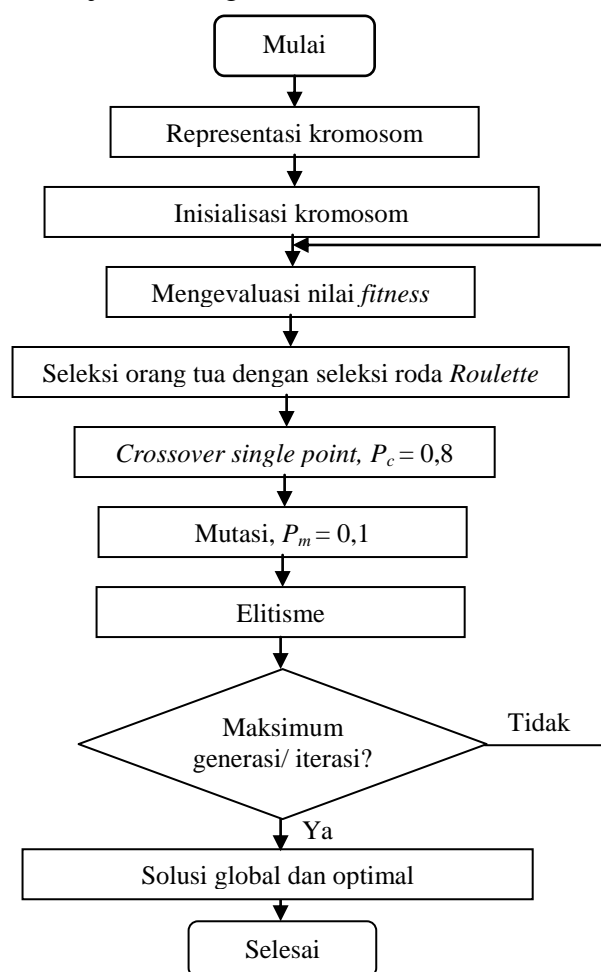 Mulai
Representasi kromosom
Inisialisasi kromosom
Mengevaluasi nilai fitness
Seleksi orang tua dengan seleksi roda Roulette
Crossover single point, Pc = 0,8
Mutasi, Pm = 0,1
Elitisme
Maksimum
generasi/ iterasi?
Tidak
Ya
Solusi global dan optimal
Selesai